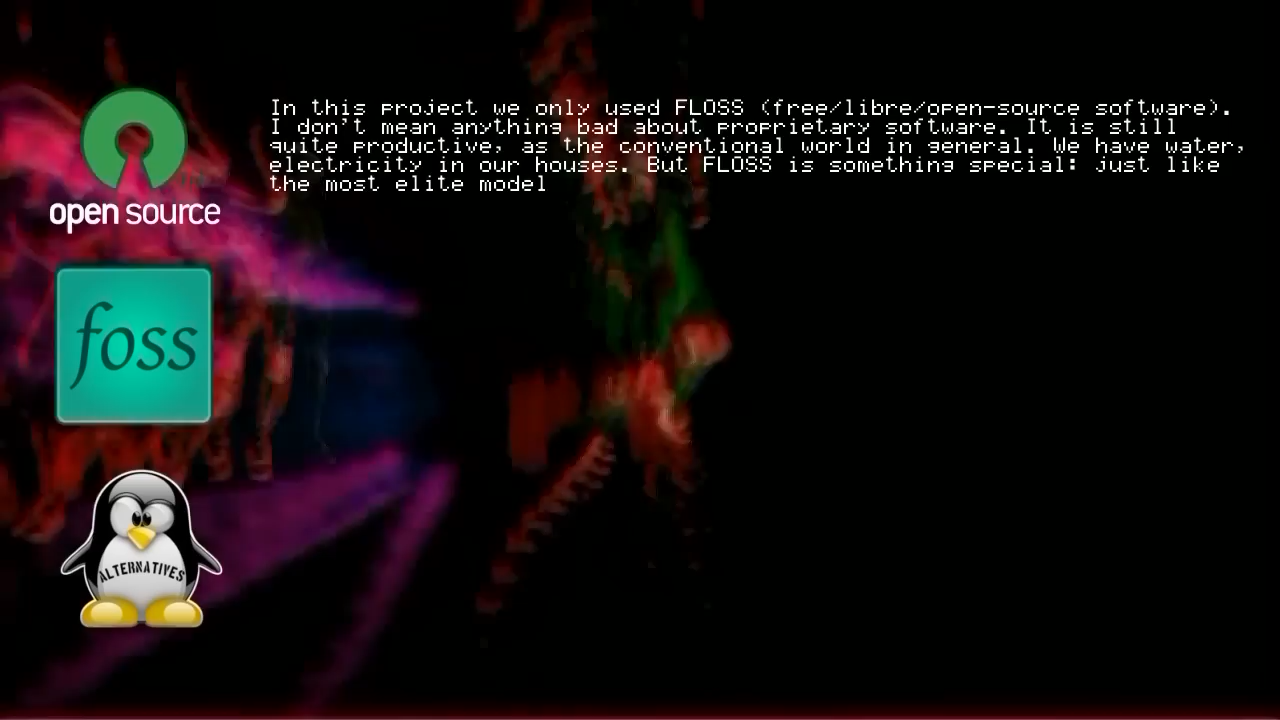 In this project we only used FLOSS (free/libre/open-source software).
I don't mean anything bad about proprietary software. It is still
quite productive, as the conventional world in general. We have water,
electricity in our houses. But FLOSS is something special: just like
the most elite model
open source
foss
ALTERNATIVES